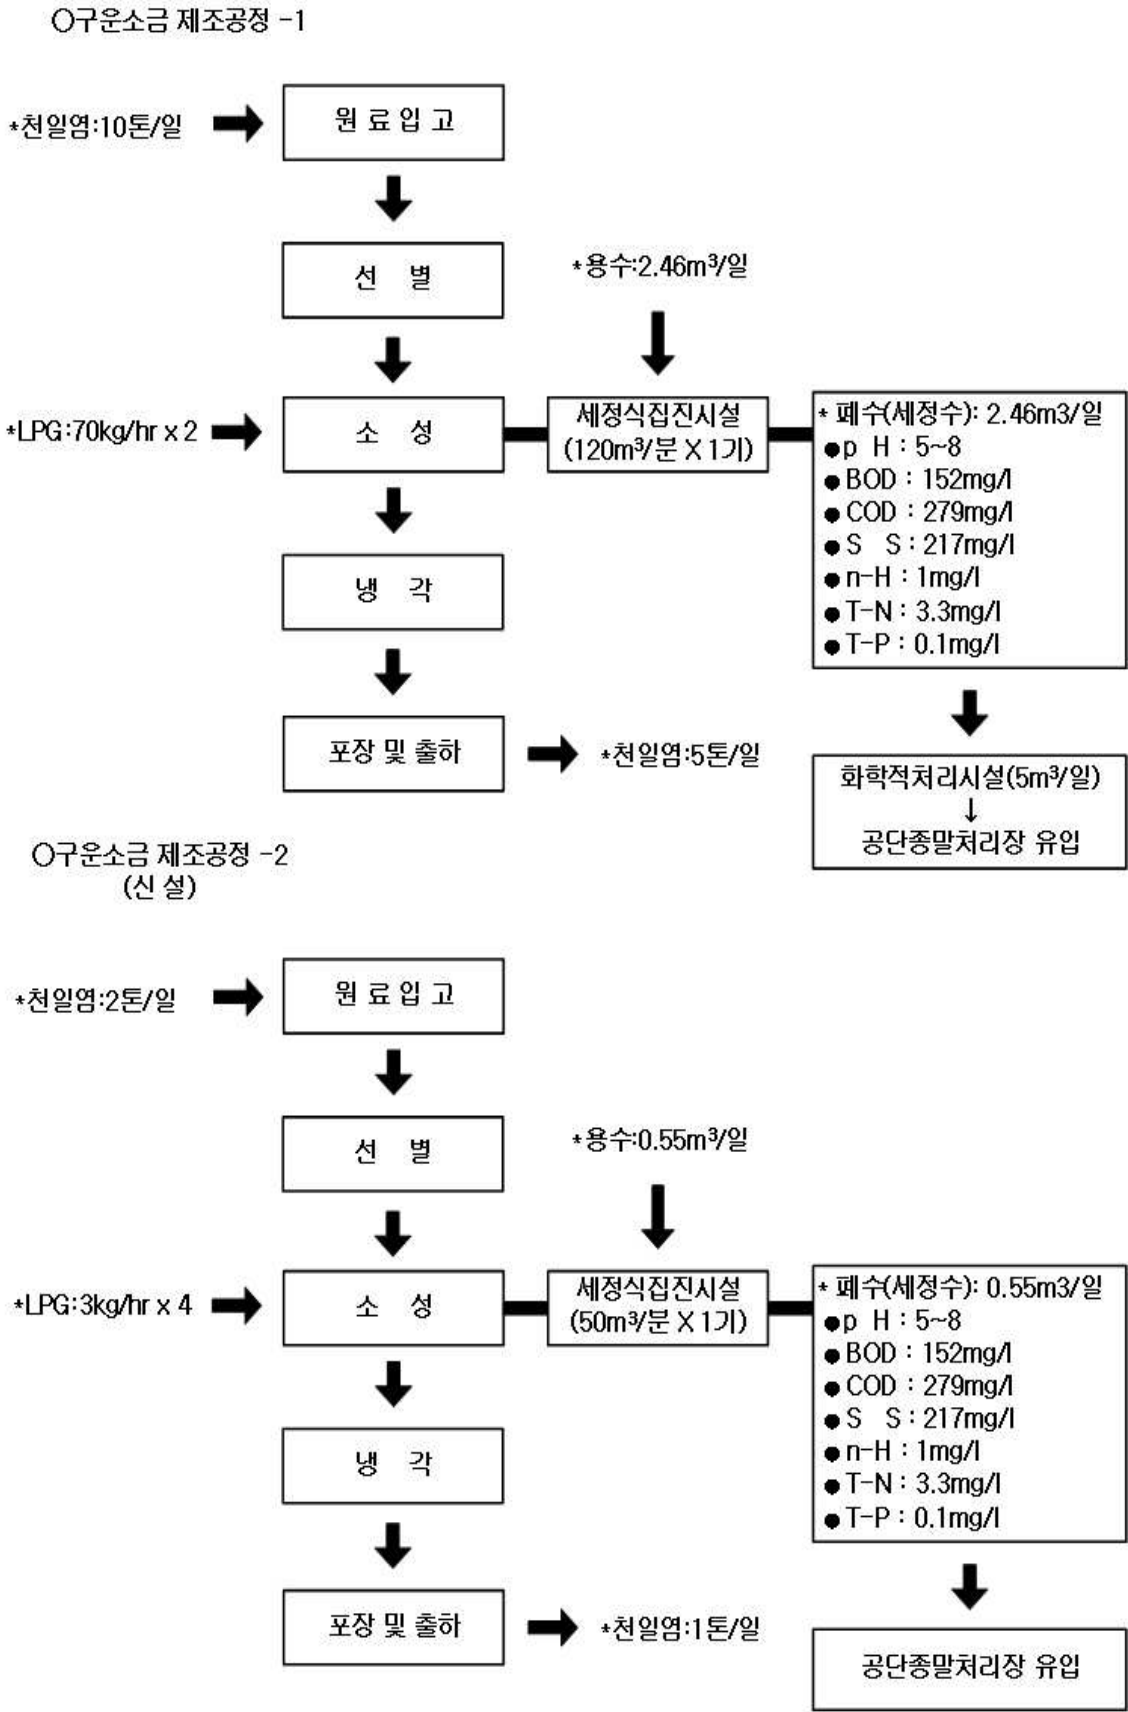 ○구운소금 제조공정 -1
*천일염:10톤/일
원 료 입 고
선 별
*용수:2.46m³/일
*LPG:70kg/hr x 2
소 성
세정식집진시설
(120m³/분 X 1기)
* 폐수(세정수): 2.46m3/일
●p H : 5~8
●BOD : 152mg/l
●COD : 279mg/l
●S S : 217mg/l
●n-H : 1mg/l
●T-N : 3.3mg/l
●T-P : 0.1mg/l
냉 각
포장 및 출하
*천일염:5톤/일
화학적처리시설(5m³/일)
↓
공단종말처리장 유입
○구운소금 제조공정 -2
(신 설)
*천일염:2톤/일
원 료 입 고
선 별
*용수:0.55m³/일
*LPG:3kg/hr x 4
소 성
세정식집진시설
(50m³/분 X 1기)
* 폐수(세정수): 0.55m3/일
●p H : 5~8
●BOD : 152mg/l
●COD : 279mg/l
●S S : 217mg/l
●n-H : 1mg/l
●T-N : 3.3mg/l
●T-P : 0.1mg/l
냉 각
포장 및 출하
*천일염:1톤/일
공단종말처리장 유입